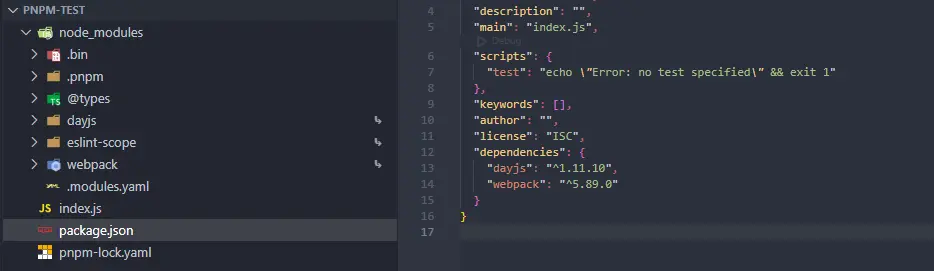 PNPM-TEST
node_modules
.bin
.pnpm
@types
dayjs
eslint-scope
webpack
.modules.yaml
index.js
package.json
pnpm-lock.yaml
4 "description": "",
5 "main": "index.js",
Debug
6 "scripts": {
7 "test": "echo \"Error: no test specified\" && exit 1"
8 },
9 "keywords": [],
10 "author": "",
11 "license": "ISC",
12 "dependencies": {
13 "dayjs": "^1.11.10",
14 "webpack": "^5.89.0"
15 }
16 }
17